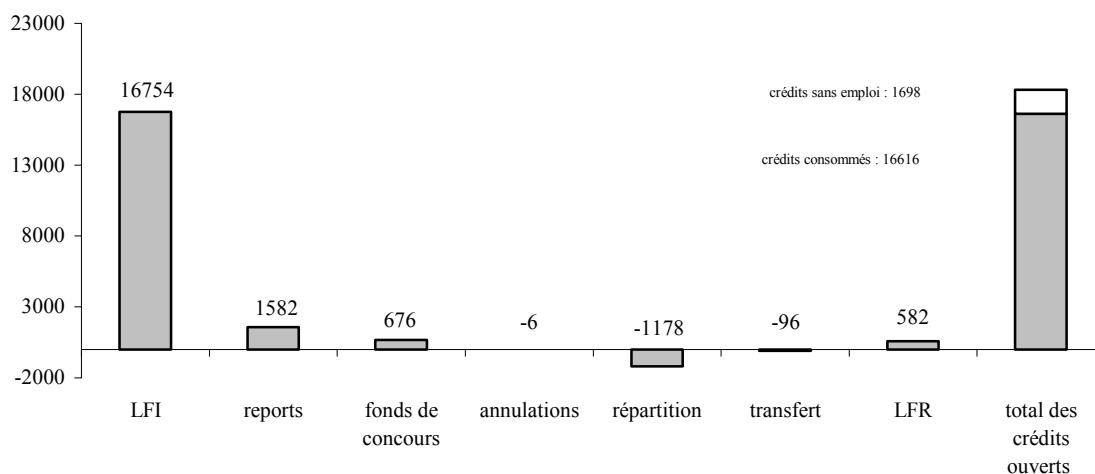 23000
18000
13000
8000
3000
-2000
16754
1582
676
-6
-1178
-96
582
crédits sans emploi : 1698
crédits consommés : 16616
LFI
reports
fonds de
concours
annulations
répartition
transfert
LFR
total des
crédits
ouverts